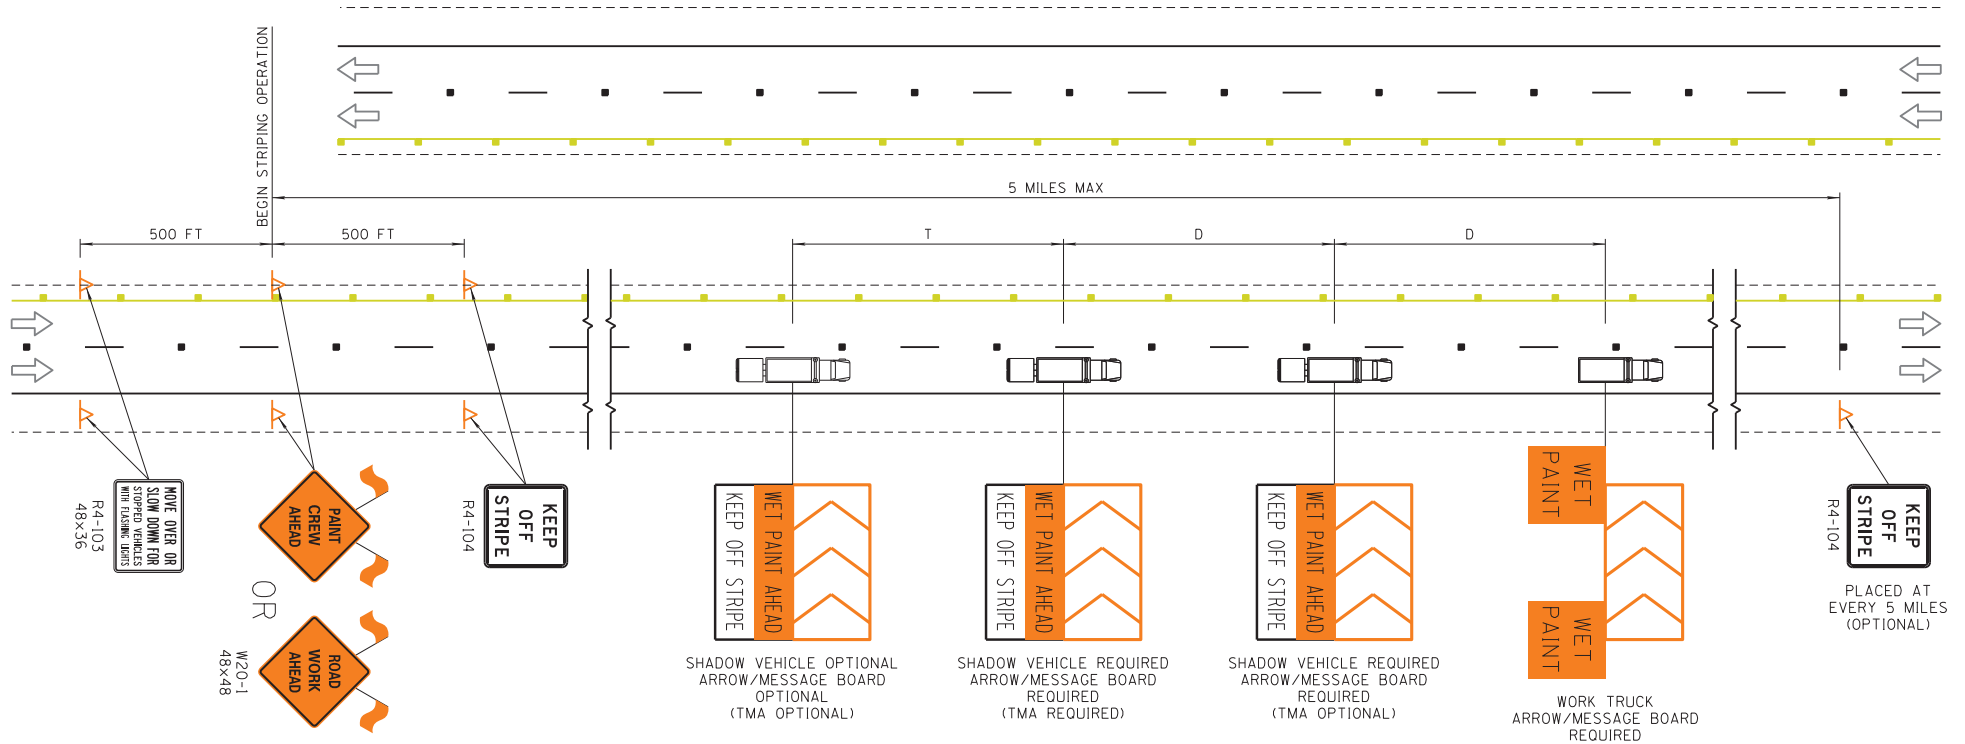 BEGIN STRIPING OPERATION
5 MILES MAX
500 FT
500 FT
T
D
D
MOVE OVER OR
SLOW DOWN FOR
STOPPED VEHICLES
WITH FLASHING LIGHTS
R4-103
48x36
PAINT
CREW
AHEAD
OR
ROAD
WORK
AHEAD
W20-1
48x48
KEEP
OFF
STRIPE
R4-104
WET PAINT AHEAD
KEEP OFF STRIPE
SHADOW VEHICLE OPTIONAL
ARROW/MESSAGE BOARD
OPTIONAL
(TMA OPTIONAL)
WET PAINT AHEAD
KEEP OFF STRIPE
SHADOW VEHICLE REQUIRED
ARROW/MESSAGE BOARD
REQUIRED
(TMA REQUIRED)
WET PAINT AHEAD
KEEP OFF STRIPE
SHADOW VEHICLE REQUIRED
ARROW/MESSAGE BOARD
REQUIRED
(TMA OPTIONAL)
WET
PAINT
WET
PAINT
WORK TRUCK
ARROW/MESSAGE BOARD
REQUIRED
KEEP
OFF
STRIPE
R4-104
PLACED AT
EVERY 5 MILES
(OPTIONAL)